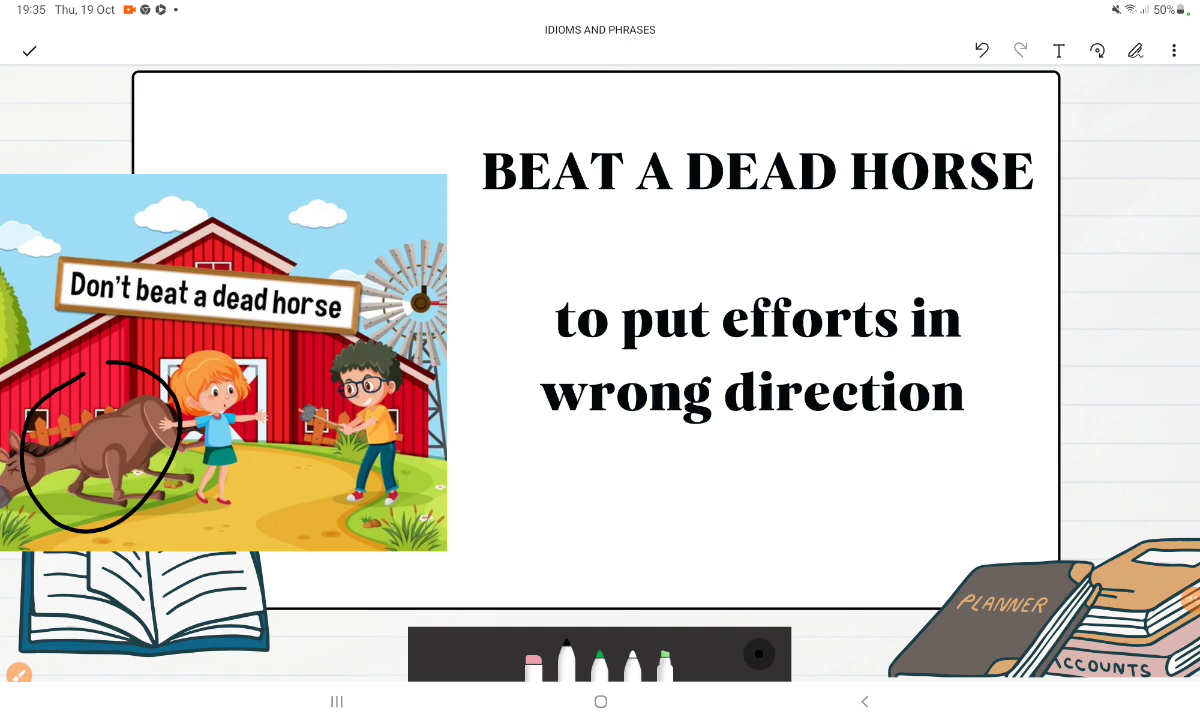 19:35 Thu, 19 Oct
50%
IDIOMS AND PHRASES
T
BEAT A DEAD HORSE
Don't beat a dead horse
to put efforts in
wrong direction
PLANNER
ACCOUNTS